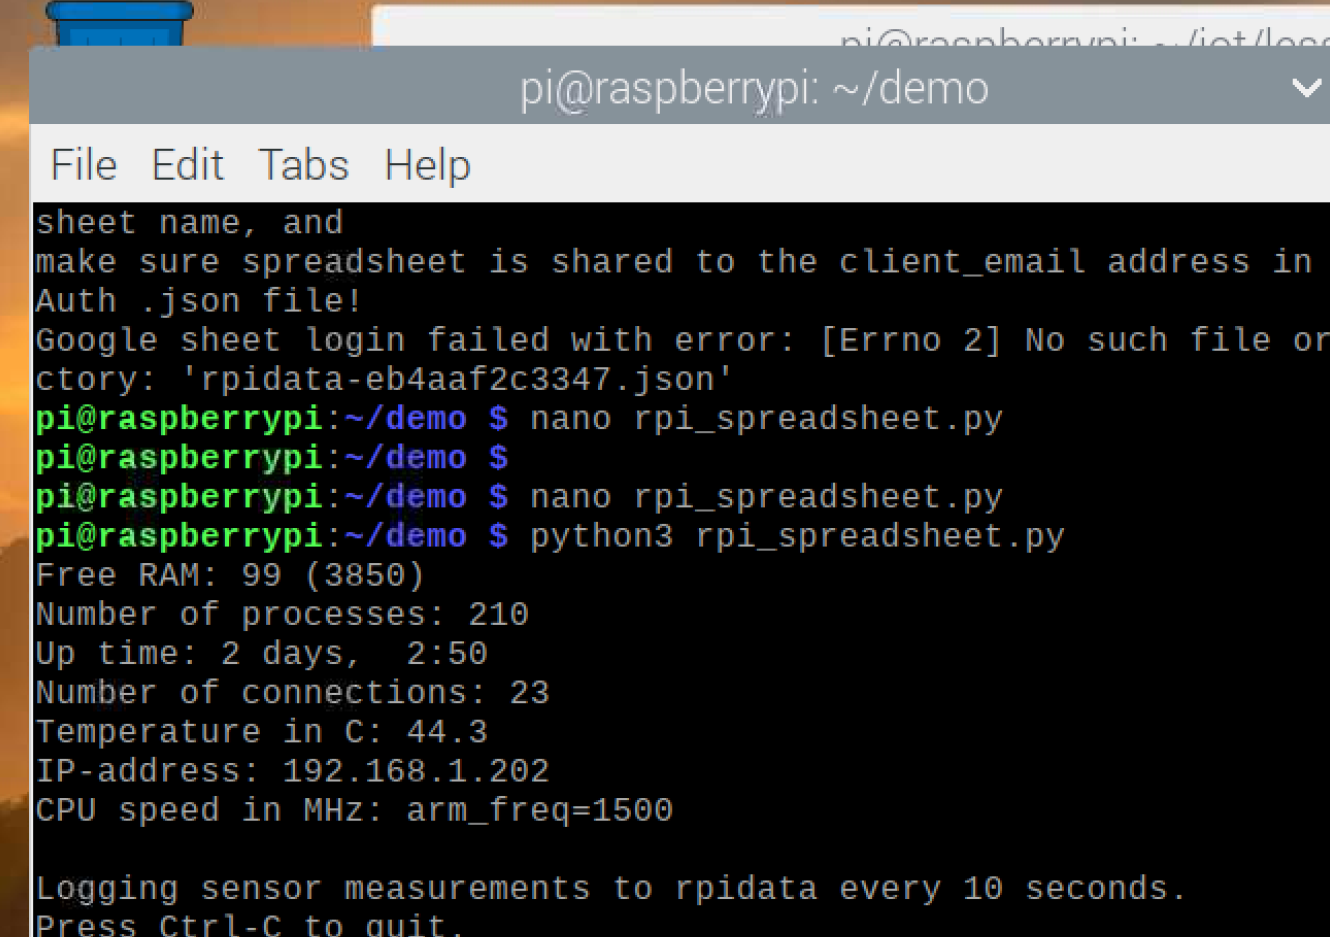 pi@raspberrypi: ~/iot/
pi@raspberrypi: ~/demo
File Edit Tabs Help
sheet name, and
make sure spreadsheet is shared to the client_email address in
Auth .json file!
Google sheet login failed with error: [Errno 2] No such file or
ctory: 'rpidata-eb4aaf2c3347.json'
pi@raspberrypi:~/demo $ nano rpi_spreadsheet.py
pi@raspberrypi:~/demo $
pi@raspberrypi:~/demo $ nano rpi_spreadsheet.py
pi@raspberrypi:~/demo $ python3 rpi_spreadsheet.py
Free RAM: 99 (3850)
Number of processes: 210
Up time: 2 days,  2:50
Number of connections: 23
Temperature in C: 44.3
IP-address: 192.168.1.202
CPU speed in MHz: arm_freq=1500
Logging sensor measurements to rpidata every 10 seconds.
Press Ctrl-C to quit.